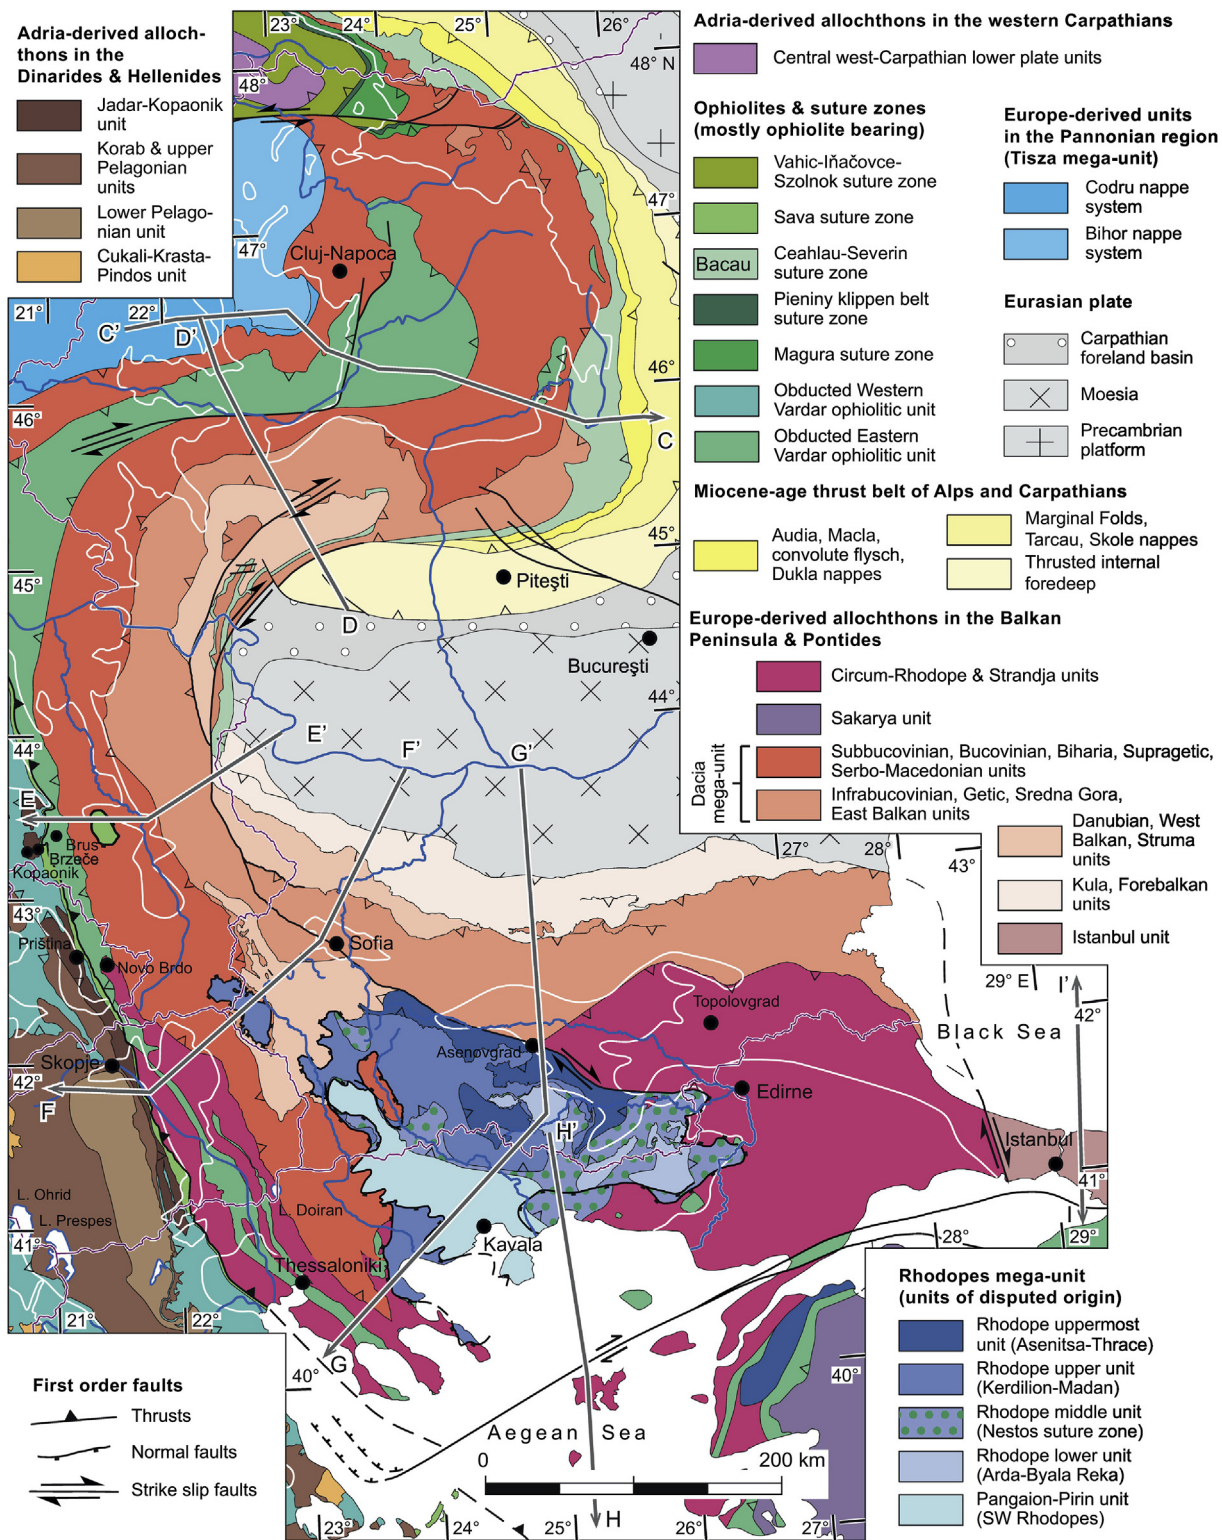 Adria-derived alloch-
thons in the
Dinarides & Hellenides
Jadar-Kopaonik
unit
Korab & upper
Pelagonian
units
Lower Pelago-
nian unit
Cukali-Krasta-
Pindos unit
Adria-derived allochthons in the western Carpathians
Central west-Carpathian lower plate units
Ophiolites & suture zones
(mostly ophiolite bearing)
Vahic-Iňačovce-
Szolnok suture zone
Sava suture zone
Bacau
Ceahlau-Severin
suture zone
Pieniny klippen belt
suture zone
Magura suture zone
Obducted Western
Vardar ophiolitic unit
Obducted Eastern
Vardar ophiolitic unit
Europe-derived units
in the Pannonian region
(Tisza mega-unit)
Codru nappe
system
Bihor nappe
system
Eurasian plate
Carpathian
foreland basin
Moesia
Precambrian
platform
Miocene-age thrust belt of Alps and Carpathians
Audia, Macla,
convolute flysch,
Dukla nappes
Marginal Folds,
Tarcau, Skole nappes
Thrusted internal
foredeep
Europe-derived allochthons in the Balkan
Peninsula & Pontides
Circum-Rhodope & Strandja units
Sakarya unit
Dacia
mega-unit
Subbucovinian, Bucovinian, Biharia, Supragetic,
Serbo-Macedonian units
Infrabucovinian, Getic, Sredna Gora,
East Balkan units
Danubian, West
Balkan, Struma
units
Kula, Forebalkan
units
Istanbul unit
Rhodopes mega-unit
(units of disputed origin)
Rhodope uppermost
unit (Asenitsa-Thrace)
Rhodope upper unit
(Kerdilion-Madan)
Rhodope middle unit
(Nestos suture zone)
Rhodope lower unit
(Arda-Byala Reka)
Pangaion-Pirin unit
(SW Rhodopes)
First order faults
Thrusts
Normal faults
Strike slip faults
23°
24°
25°
26°
48° N
48°
47°
47°
Cluj-Napoca
21°
22°
C'
D'
46°
46°
C
45°
45°
Piteşti
D
Bucureşti
44°
44°
E'
F'
G'
E
Brus
Brzeče
Kopaonik
27°
28°
43°
43°
Priština
Novo Brdo
Sofia
29° E
I'
42°
Topolovgrad
Black Sea
Asenovgrad
Skopje
42°
F
Edirne
H'
Istanbul
41°
L. Ohrid
L. Prespes
L. Doiran
41°
Kavala
I
28°
29°
Thessaloniki
21°
22°
G
40°
40°
Aegean Sea
0
200 km
H
23°
24°
25°
26°
27°